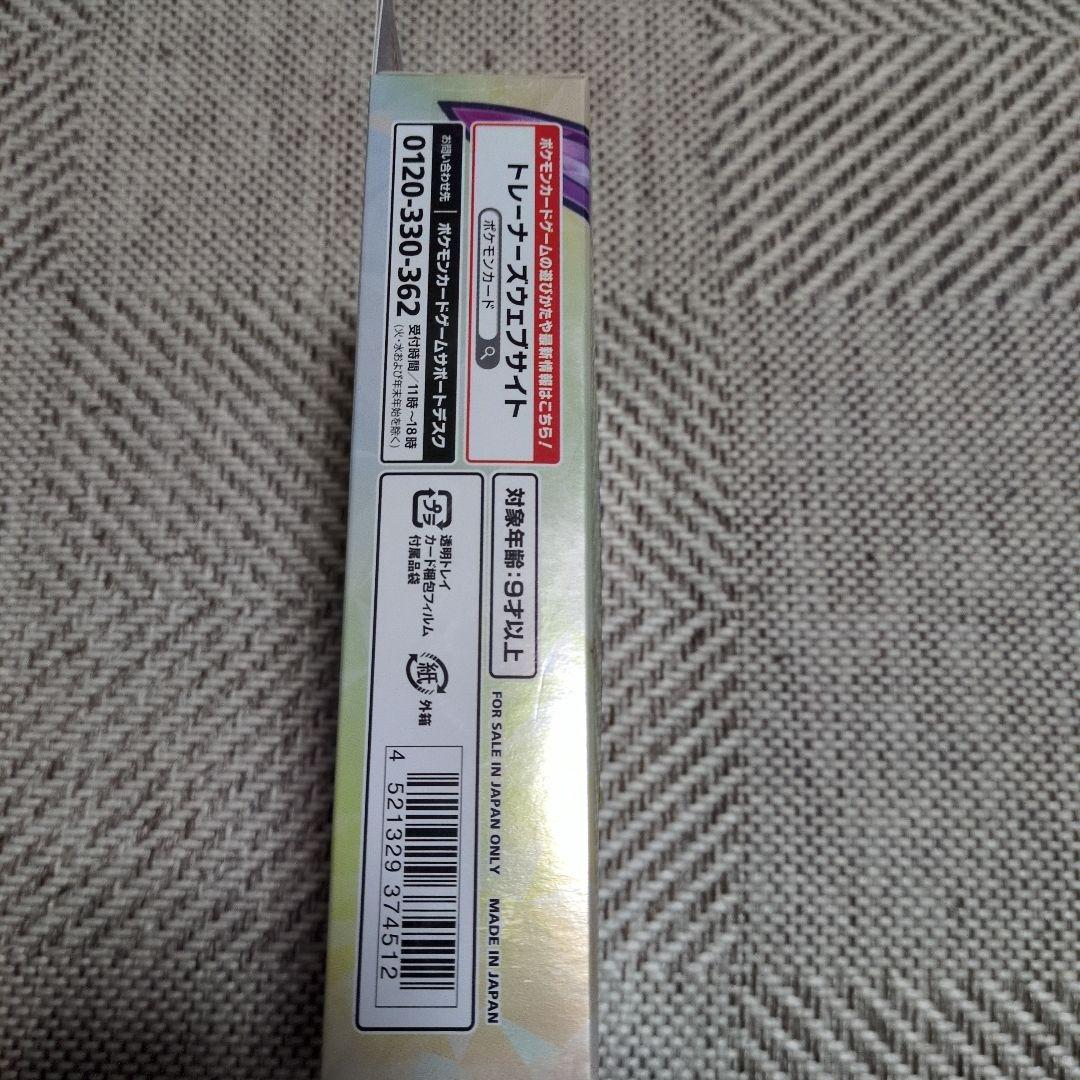 ポケモンカードゲームの遊びかたや最新情報はこちら!
トレーナーズウェブサイト
ポケモンカード
お問い合わせ先 | ポケモンカードゲームサポートデスク
0120-330-362
受付時間/11時~18時
(火・水および年末年始を除く)
対象年齢:9才以上
プラ
透明トレイ
カード梱包フィルム
付属品袋
紙
外箱
FOR SALE IN JAPAN ONLY MADE IN JAPAN
4 521329 374512